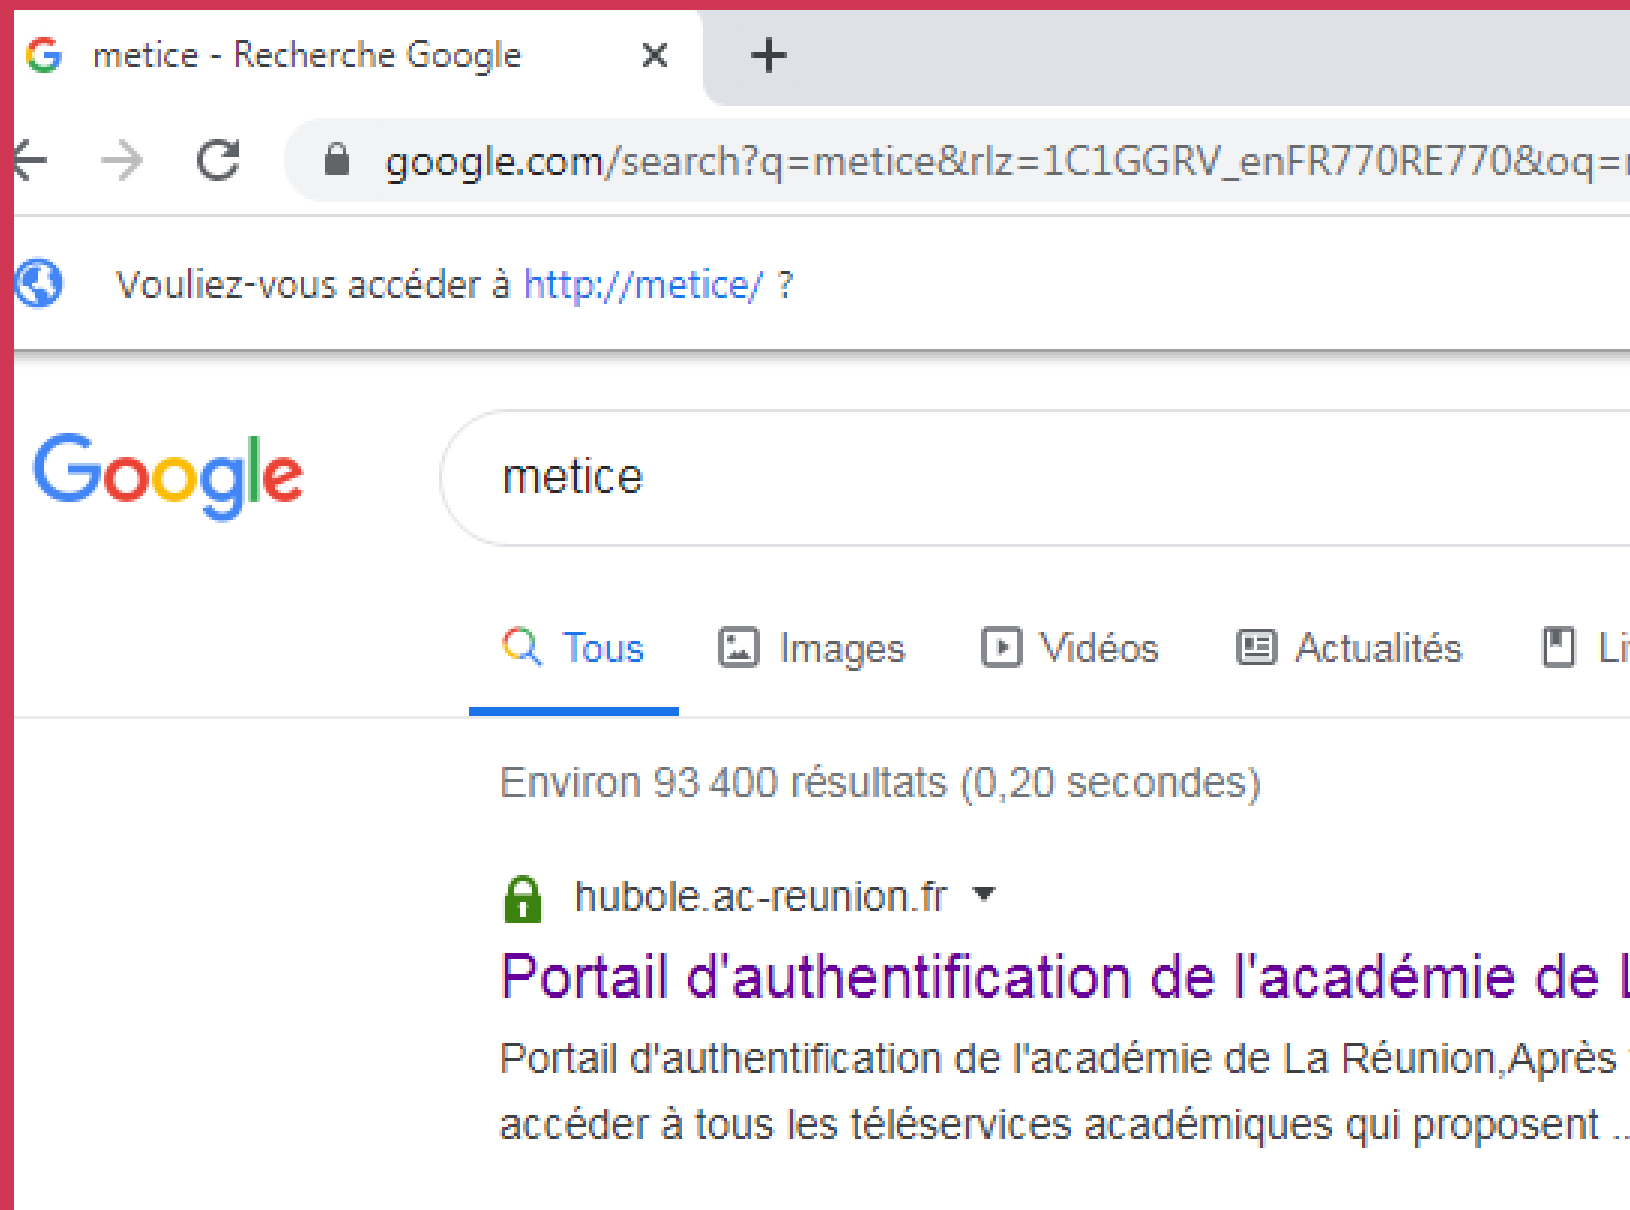 metice - Recherche Google
google.com/search?q=metice&rlz=1C1GGRV_enFR770RE770&oq=
Vouliez-vous accéder à http://metice/ ?
Google
metice
Tous Images Vidéos Actualités
Environ 93 400 résultats (0,20 secondes)
hubole.ac-reunion.fr
Portail d'authentification de l'académie de L
Portail d'authentification de l'académie de La Réunion,Après
accéder à tous les téléservices académiques qui proposent ...